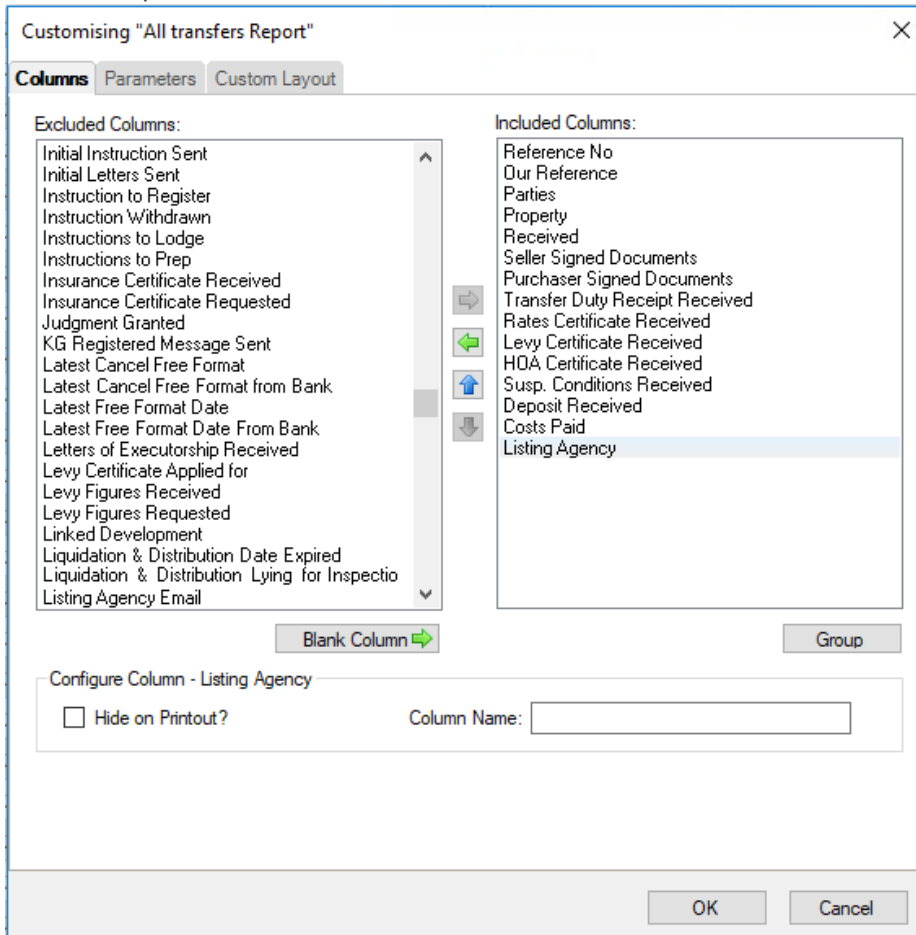 Customising "All transfers Report"
Columns Parameters Custom Layout
Excluded Columns:
Initial Instruction Sent
Initial Letters Sent
Instruction to Register
Instruction Withdrawn
Instructions to Lodge
Instructions to Prep
Insurance Certificate Received
Insurance Certificate Requested
Judgment Granted
KG Registered Message Sent
Latest Cancel Free Format
Latest Cancel Free Format from Bank
Latest Free Format Date
Latest Free Format Date From Bank
Letters of Executorship Received
Levy Certificate Applied for
Levy Figures Received
Levy Figures Requested
Linked Development
Liquidation & Distribution Date Expired
Liquidation & Distribution Lying for Inspectio
Listing Agency Email
Blank Column
Included Columns:
Reference No
Our Reference
Parties
Property
Received
Seller Signed Documents
Purchaser Signed Documents
Transfer Duty Receipt Received
Rates Certificate Received
Levy Certificate Received
HOA Certificate Received
Susp. Conditions Received
Deposit Received
Costs Paid
Listing Agency
Group
Configure Column - Listing Agency
Hide on Printout? Column Name:
OK Cancel